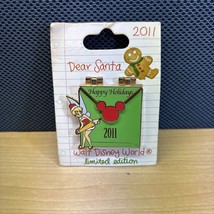 2011
Dear Santa
Happy Holidays
2011
Walt Disney World®
limited edition